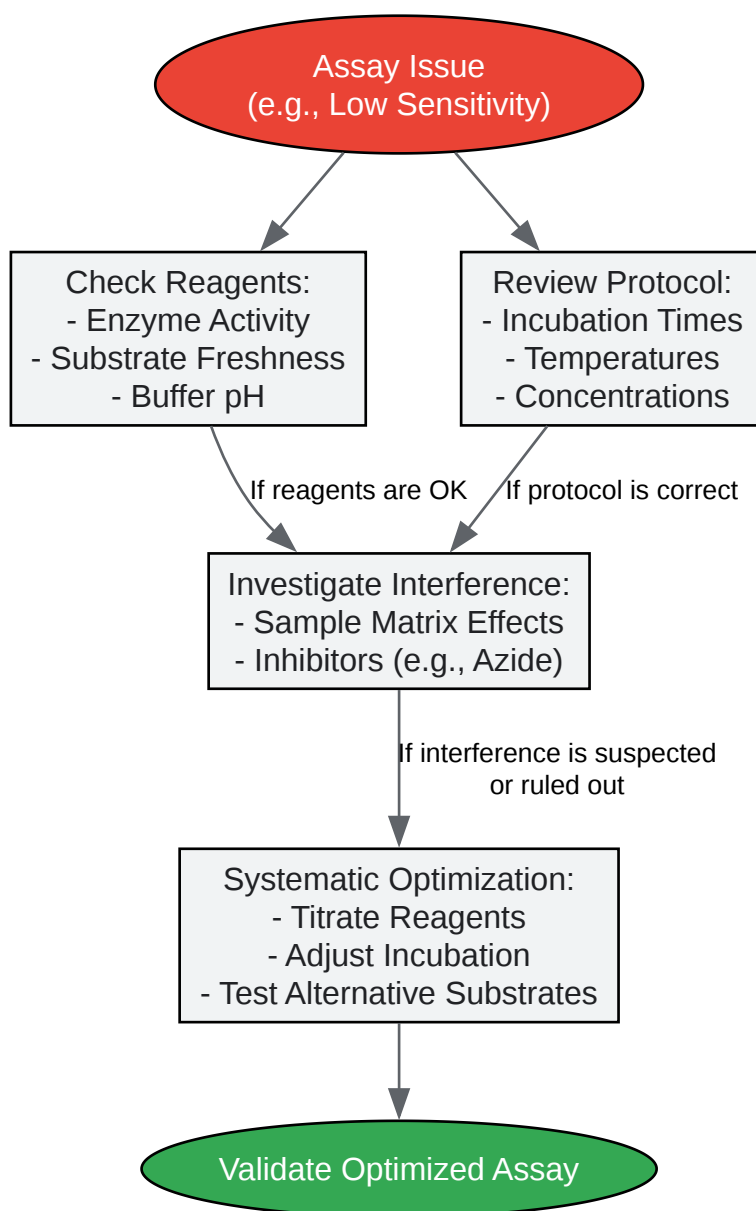 Assay Issue
(e.g., Low Sensitivity)
Check Reagents:
- Enzyme Activity
- Substrate Freshness
- Buffer pH
Review Protocol:
- Incubation Times
- Temperatures
- Concentrations
If reagents are OK
If protocol is correct
Investigate Interference:
- Sample Matrix Effects
- Inhibitors (e.g., Azide)
If interference is suspected
or ruled out
Systematic Optimization:
- Titrate Reagents
- Adjust Incubation
- Test Alternative Substrates
Validate Optimized Assay